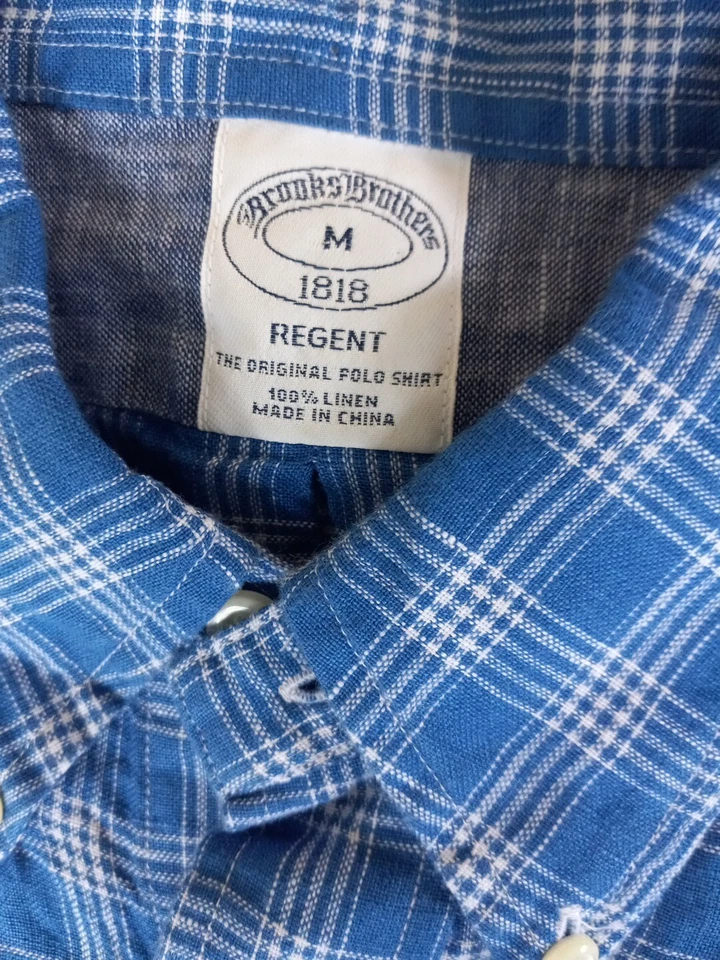 Brooks Brothers
M
1818
REGENT
THE ORIGINAL POLO SHIRT
100% LINEN
MADE IN CHINA